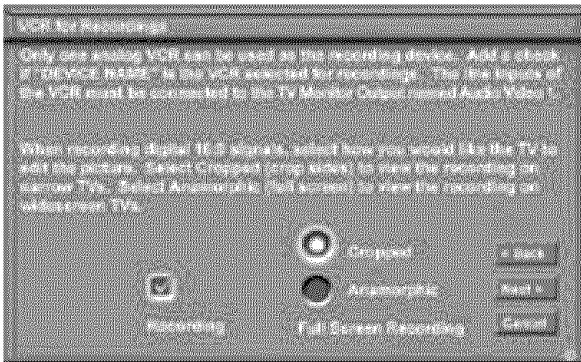 VCR for Recordings
Only one analog VCR can be used as the recording device. Add a check
if "DEVICE NAME" is the VCR selected for recordings. The line inputs of
the VCR must be connected to the TV Monitor Output named Audio Video 1.
When recording digital 16:9 signals, select how you would like the TV to
edit the picture. Select Cropped (crop sides) to view the recording on
narrow TVs. Select Anamorphic (full screen) to view the recording on
widescreen TVs.
Cropped
< Back
Anamorphic
Next >
Recording
Full Screen Recording
Cancel